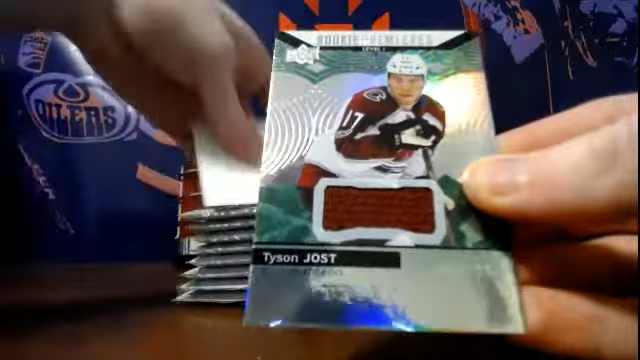 ROOKIE PREMIERES
LEVEL 1
OILERS
17
Tyson JOST